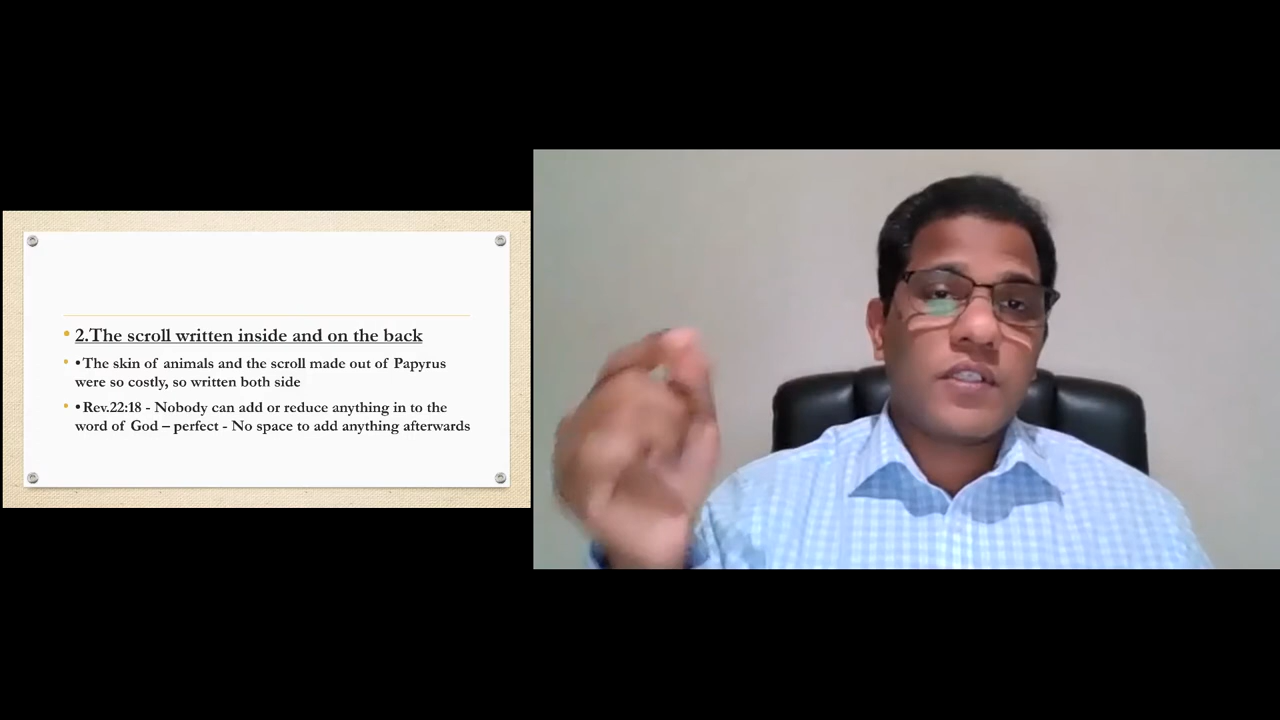 • 2.The scroll written inside and on the back
• •The skin of animals and the scroll made out of Papyrus
were so costly, so written both side
• •Rev.22:18 - Nobody can add or reduce anything in to the
word of God – perfect - No space to add anything afterwards